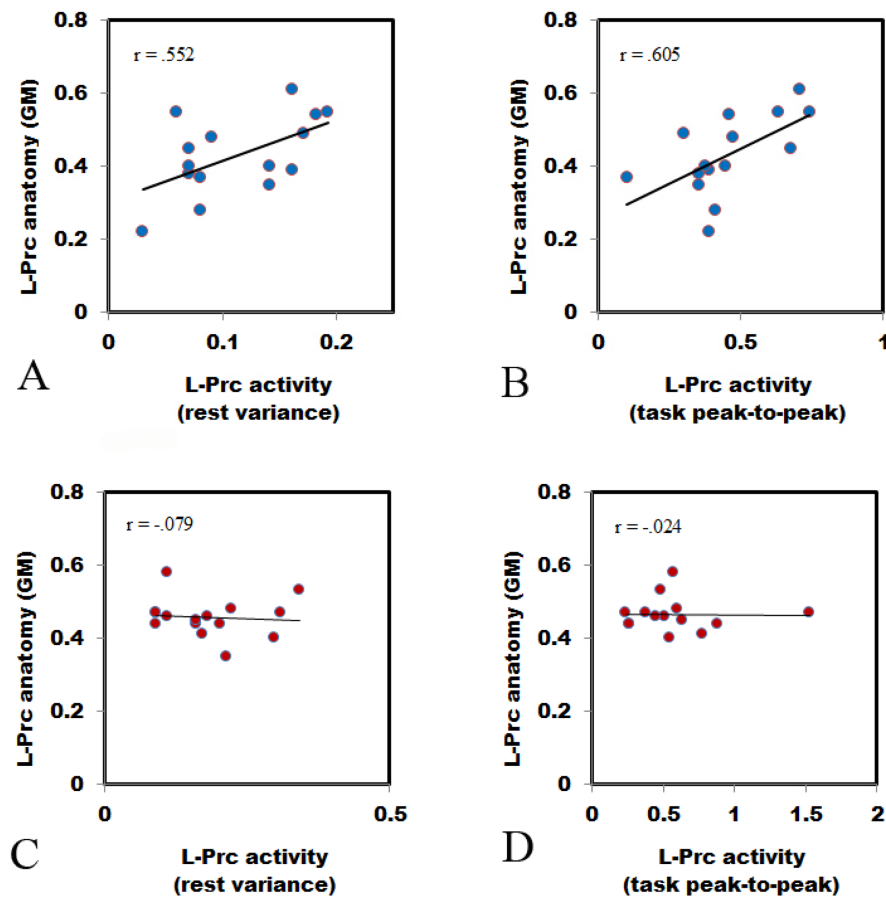 0.8
r = .552
0.6
0.4
0.2
0
L-Prc anatomy (GM)
0
0.1
0.2
L-Prc activity
(rest variance)
A
0.8
r = .605
0.6
0.4
0.2
0
L-Prc anatomy (GM)
0
0.5
1
L-Prc activity
(task peak-to-peak)
B
0.8
r = -.079
0.6
0.4
0.2
0
L-Prc anatomy (GM)
0
0.5
L-Prc activity
(rest variance)
C
0.8
r = -.024
0.6
0.4
0.2
0
L-Prc anatomy (GM)
0
0.5
1
1.5
2
L-Prc activity
(task peak-to-peak)
D